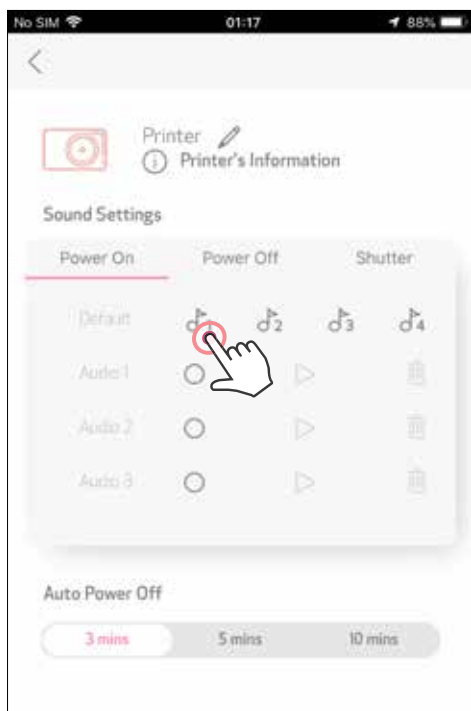 No SIM 01:17 88%
Printer
Printer's Information
Sound Settings
Power On Power Off Shutter
Default 1 2 3 4
Audio 1
Audio 2
Audio 3
Auto Power Off
3 mins 5 mins 10 mins